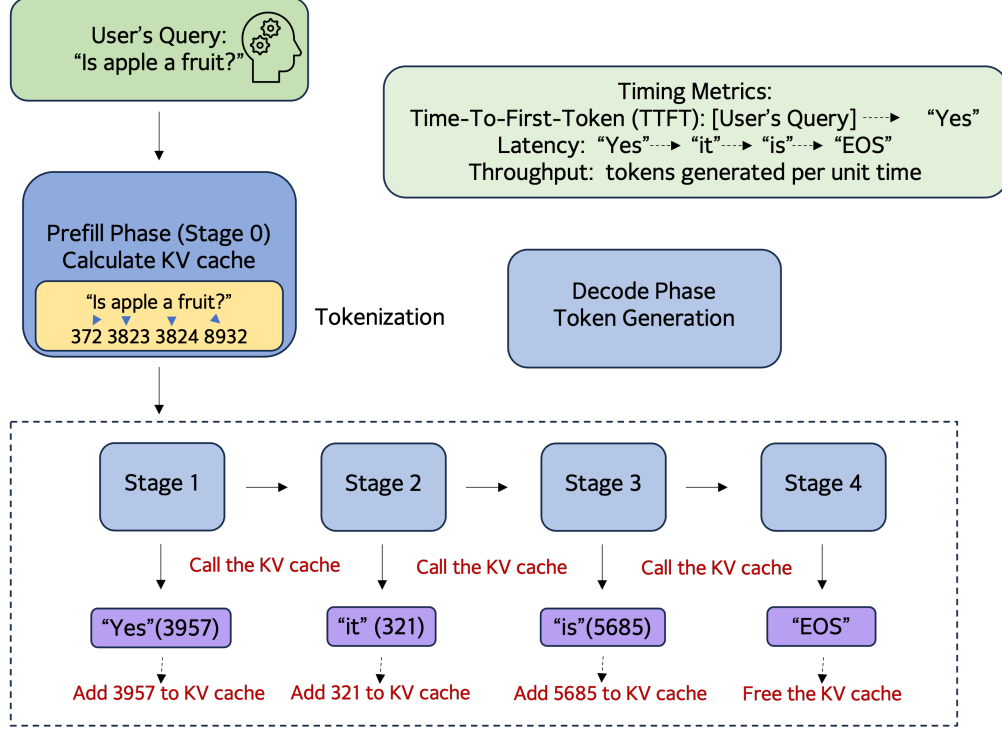 User's Query:
“Is apple a fruit?”
Timing Metrics:
Time-To-First-Token (TTFT): [User's Query] “Yes”
Latency: “Yes” “it” “is” “EOS”
Throughput: tokens generated per unit time
Prefill Phase (Stage 0)
Calculate KV cache
“Is apple a fruit?”
372 3823 3824 8932
Tokenization
Decode Phase
Token Generation
Stage 1
Stage 2
Stage 3
Stage 4
Call the KV cache
Call the KV cache
Call the KV cache
“Yes”(3957)
“it” (321)
“is”(5685)
“EOS”
Add 3957 to KV cache
Add 321 to KV cache
Add 5685 to KV cache
Free the KV cache